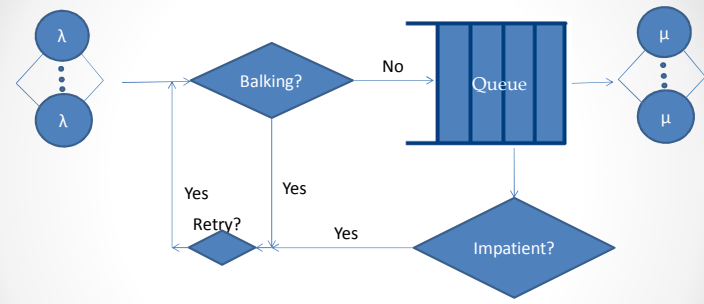 λ
λ
Balking?
No
Queue
μ
μ
Yes
Yes
Retry?
Yes
Impatient?